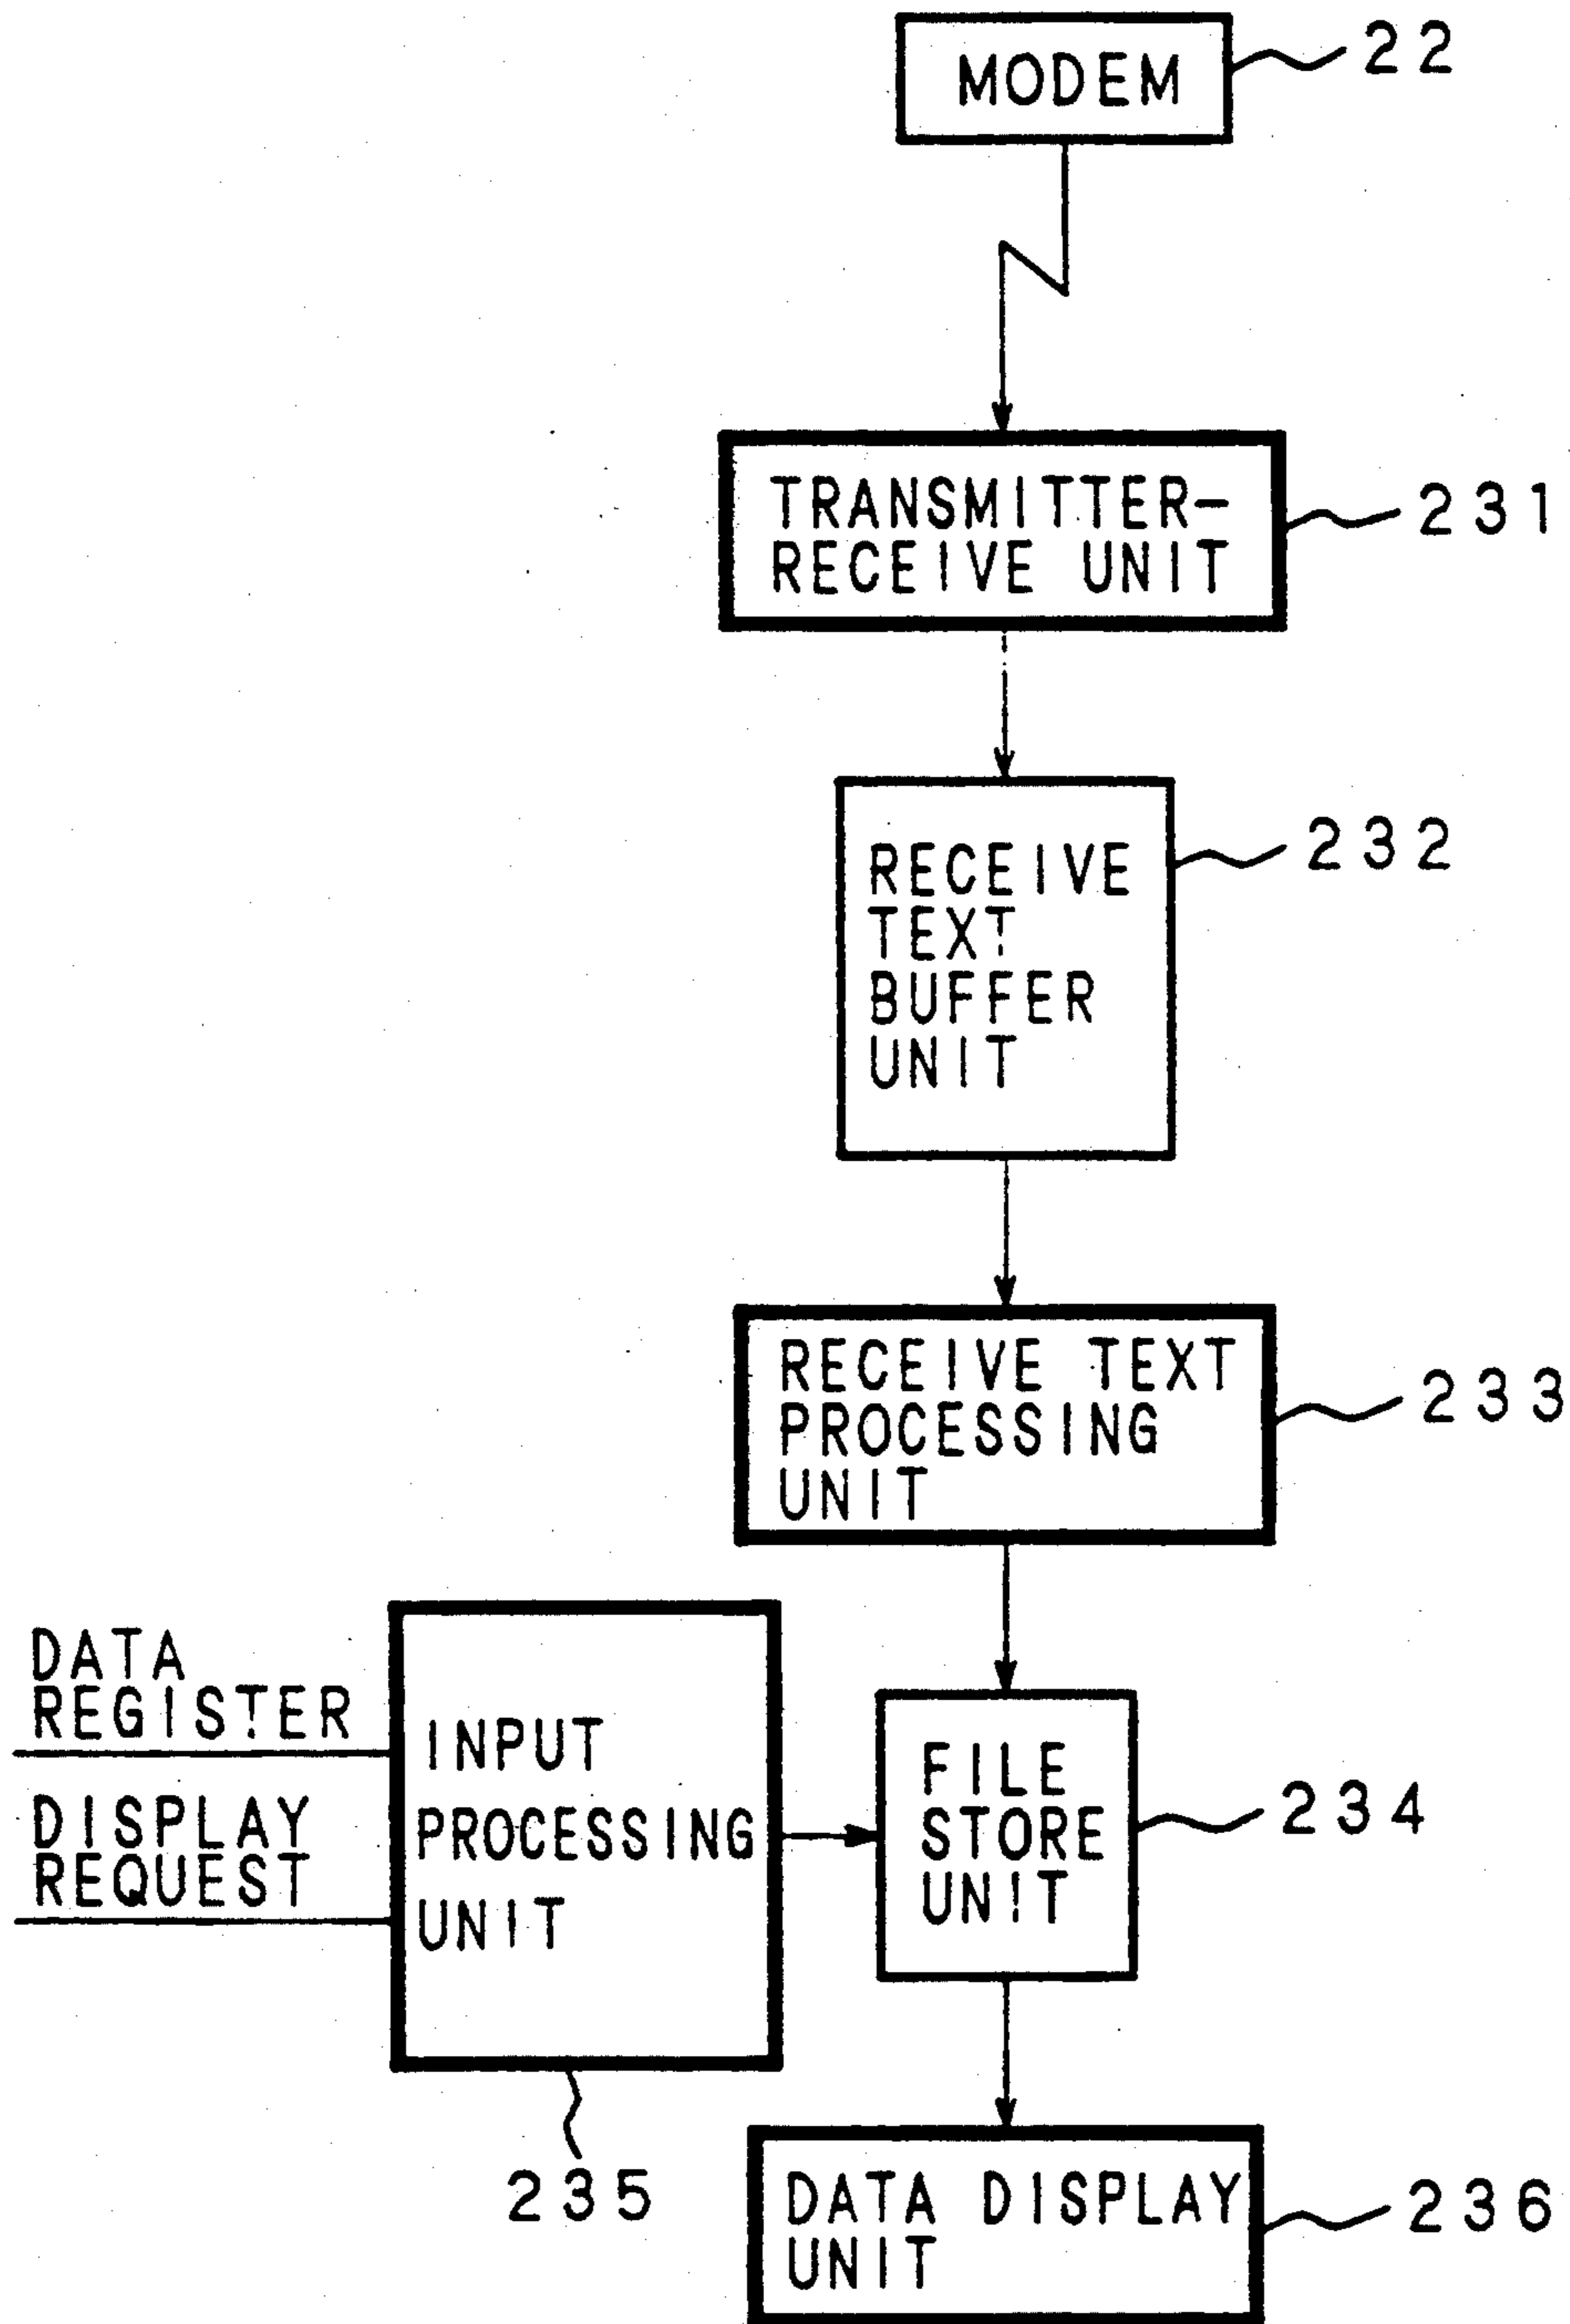 MODEM
22
TRANSMITTER-
RECEIVE UNIT
231
RECEIVE
TEXT
BUFFER
UNIT
232
RECEIVE TEXT
PROCESSING
UNIT
233
DATA
REGISTER
DISPLAY
REQUEST
INPUT
PROCESSING
UNIT
235
FILE
STORE
UNIT
234
DATA DISPLAY
UNIT
236